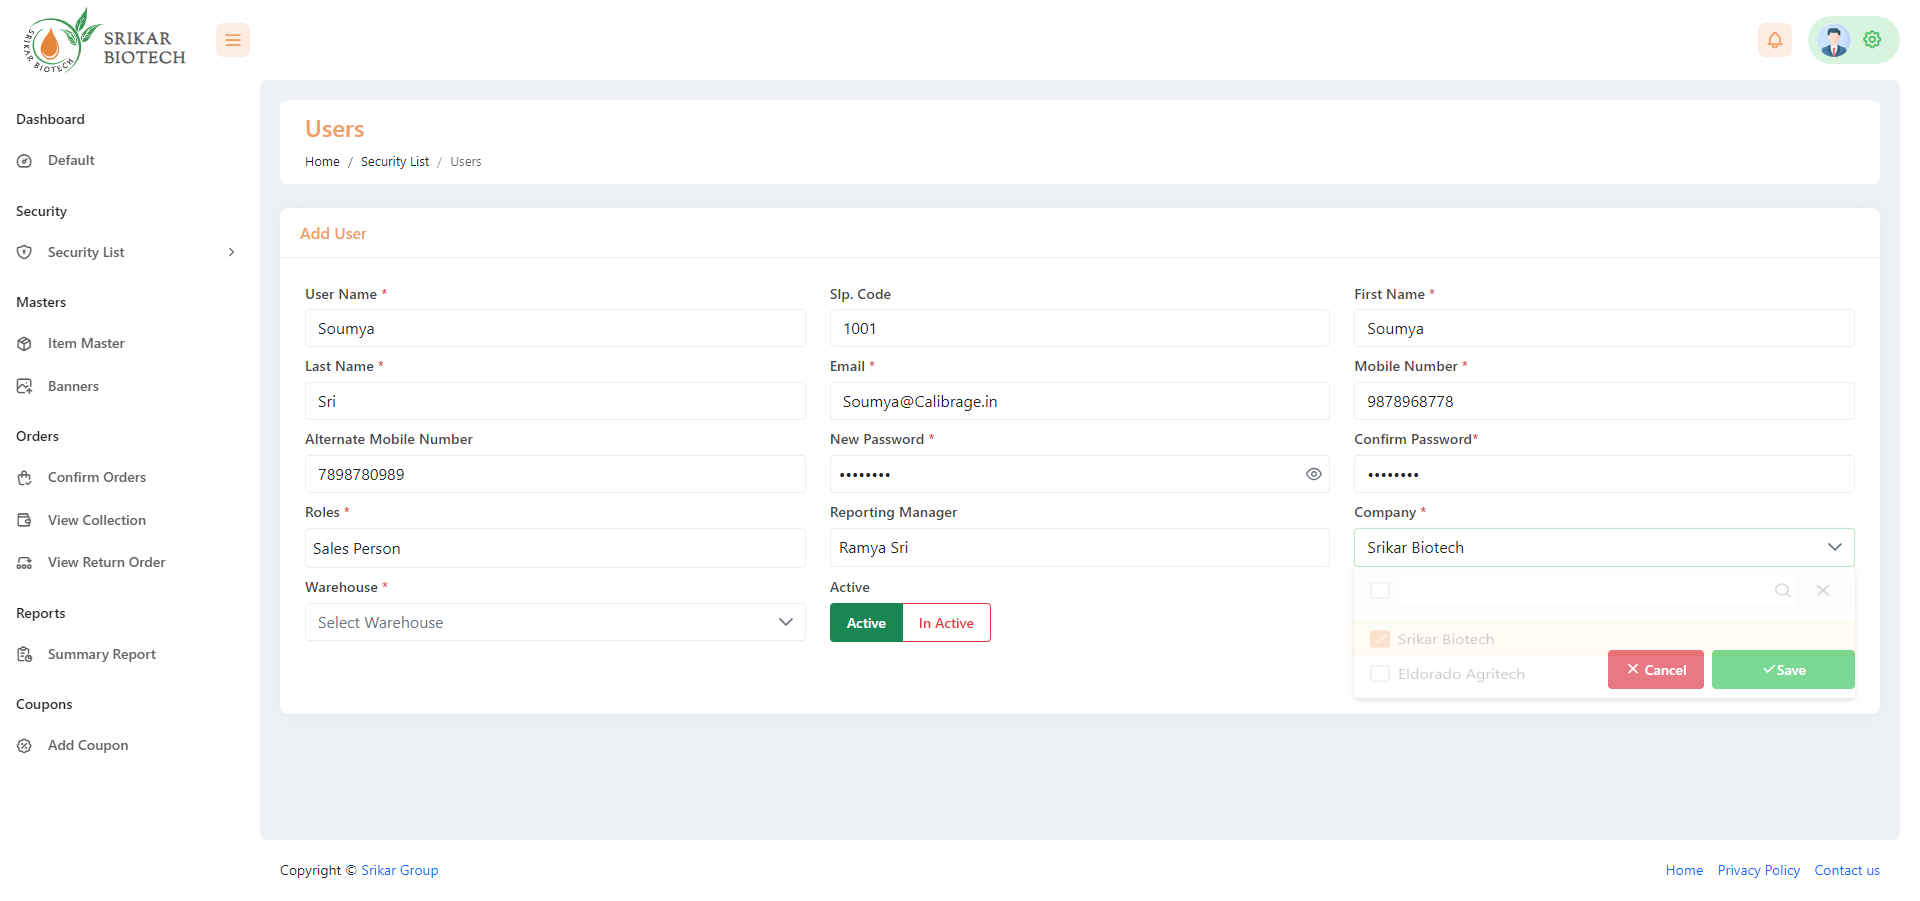 SRIKAR BIOTECH
SRIKAR
BIOTECH
Dashboard
Default
Security
Security List
Masters
Item Master
Banners
Orders
Confirm Orders
View Collection
View Return Order
Reports
Summary Report
Coupons
Add Coupon
Users
Home / Security List / Users
Add User
User Name * Slp. Code First Name *
Soumya 1001 Soumya
Last Name * Email * Mobile Number *
Sri Soumya@Calibrage.in 9878968778
Alternate Mobile Number New Password * Confirm Password*
7898780989 •••••••• ••••••••
Roles * Reporting Manager Company *
Sales Person Ramya Sri Srikar Biotech
Warehouse * Active
Select Warehouse Active In Active
Srikar Biotech
Eldorado Agritech
Cancel Save
Copyright © Srikar Group Home Privacy Policy Contact us